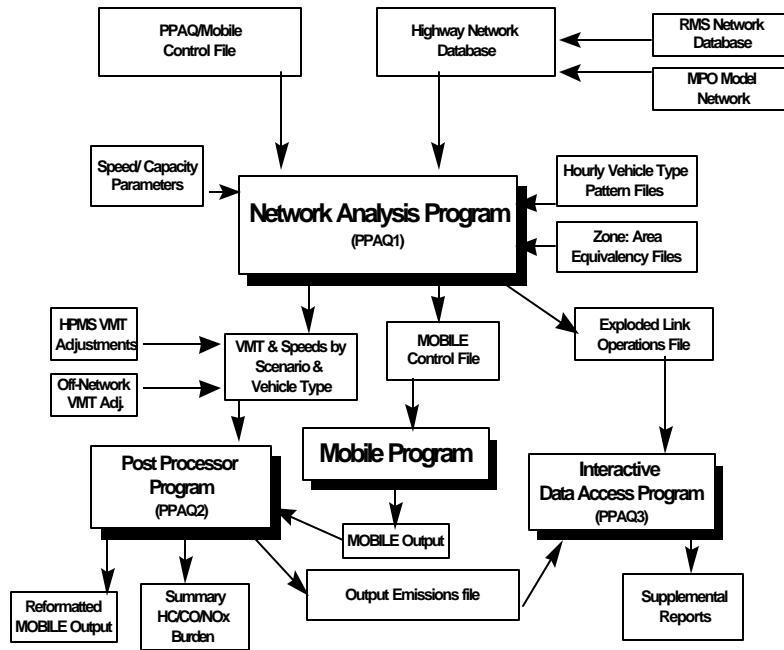 PPAQ/Mobile
Control File
Highway Network
Database
RMS Network
Database
MPO Model
Network
Speed/ Capacity
Parameters
Network Analysis Program
(PPAQ1)
Hourly Vehicle Type
Pattern Files
Zone: Area
Equivalency Files
HPMS VMT
Adjustments
Off-Network
VMT Adj.
VMT & Speeds by
Scenario &
Vehicle Type
MOBILE
Control File
Exploded Link
Operations File
Post Processor
Program
(PPAQ2)
Mobile Program
Interactive
Data Access Program
(PPAQ3)
MOBILE Output
Reformatted
MOBILE Output
Summary
HC/CO/NOx
Burden
Output Emissions file
Supplemental
Reports